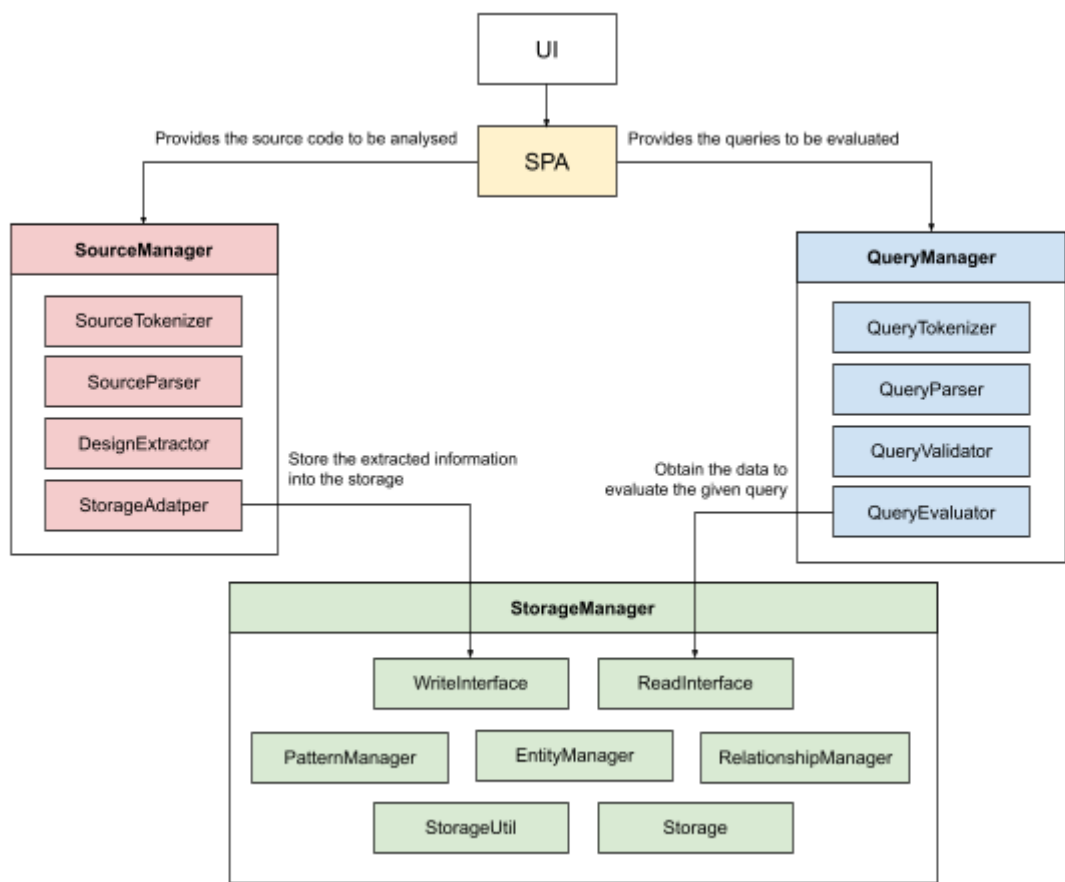 UI
Provides the source code to be analysed
Provides the queries to be evaluated
SPA
SourceManager
QueryManager
SourceTokenizer
SourceParser
DesignExtractor
StorageAdatper
QueryTokenizer
QueryParser
QueryValidator
QueryEvaluator
Store the extracted information
into the storage
Obtain the data to
evaluate the given query
StorageManager
WriteInterface
ReadInterface
PatternManager
EntityManager
RelationshipManager
StorageUtil
Storage